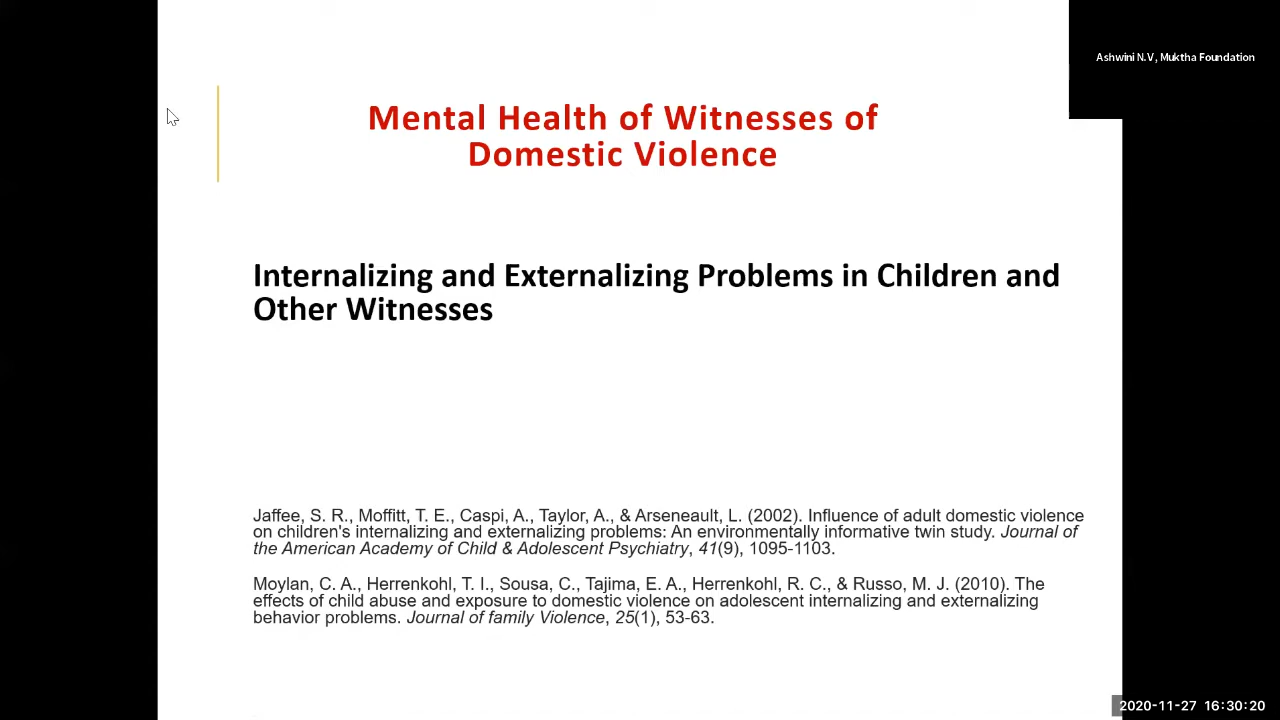 Ashwini N.V, Muktha Foundation
Mental Health of Witnesses of
Domestic Violence
Internalizing and Externalizing Problems in Children and
Other Witnesses
Jaffee, S. R., Moffitt, T. E., Caspi, A., Taylor, A., & Arseneault, L. (2002). Influence of adult domestic violence
on children's internalizing and externalizing problems: An environmentally informative twin study. Journal of
the American Academy of Child & Adolescent Psychiatry, 41(9), 1095-1103.
Moylan, C. A., Herrenkohl, T. I., Sousa, C., Tajima, E. A., Herrenkohl, R. C., & Russo, M. J. (2010). The
effects of child abuse and exposure to domestic violence on adolescent internalizing and externalizing
behavior problems. Journal of family Violence, 25(1), 53-63.
2020-11-27 16:30:20